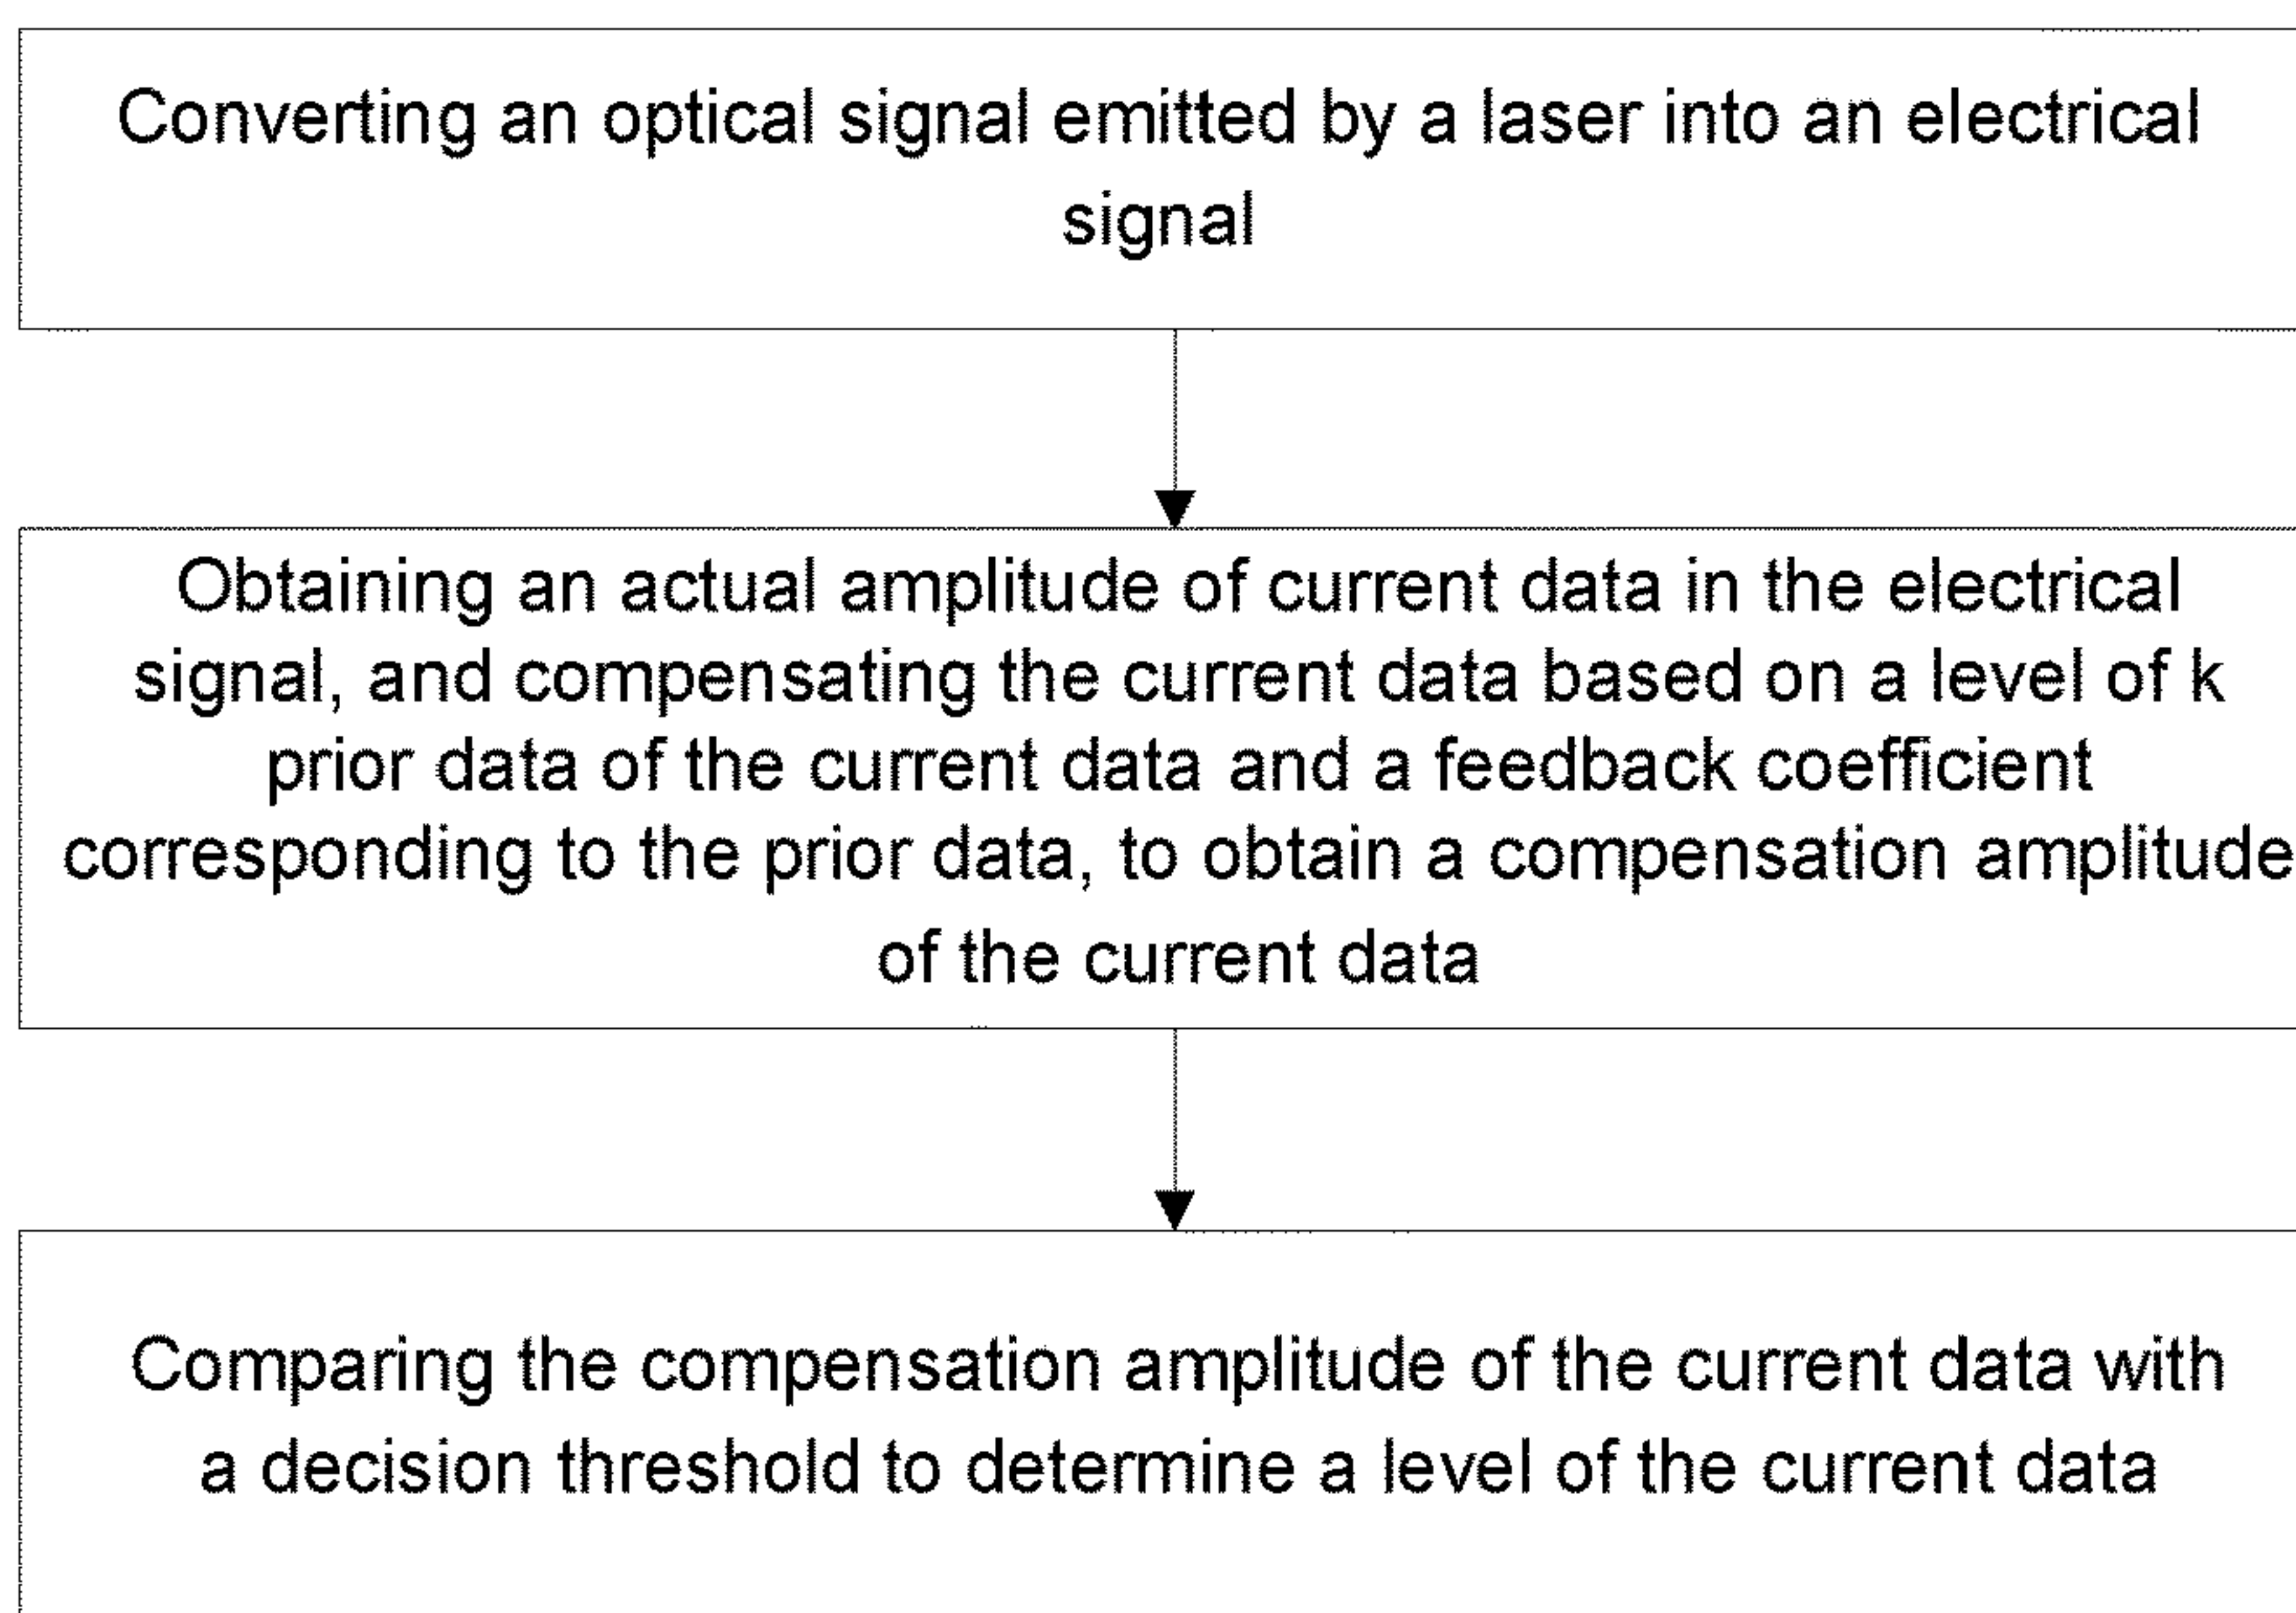 Converting an optical signal emitted by a laser into an electrical
signal
Obtaining an actual amplitude of current data in the electrical
signal, and compensating the current data based on a level of k
prior data of the current data and a feedback coefficient
corresponding to the prior data, to obtain a compensation amplitude
of the current data
Comparing the compensation amplitude of the current data with
a decision threshold to determine a level of the current data